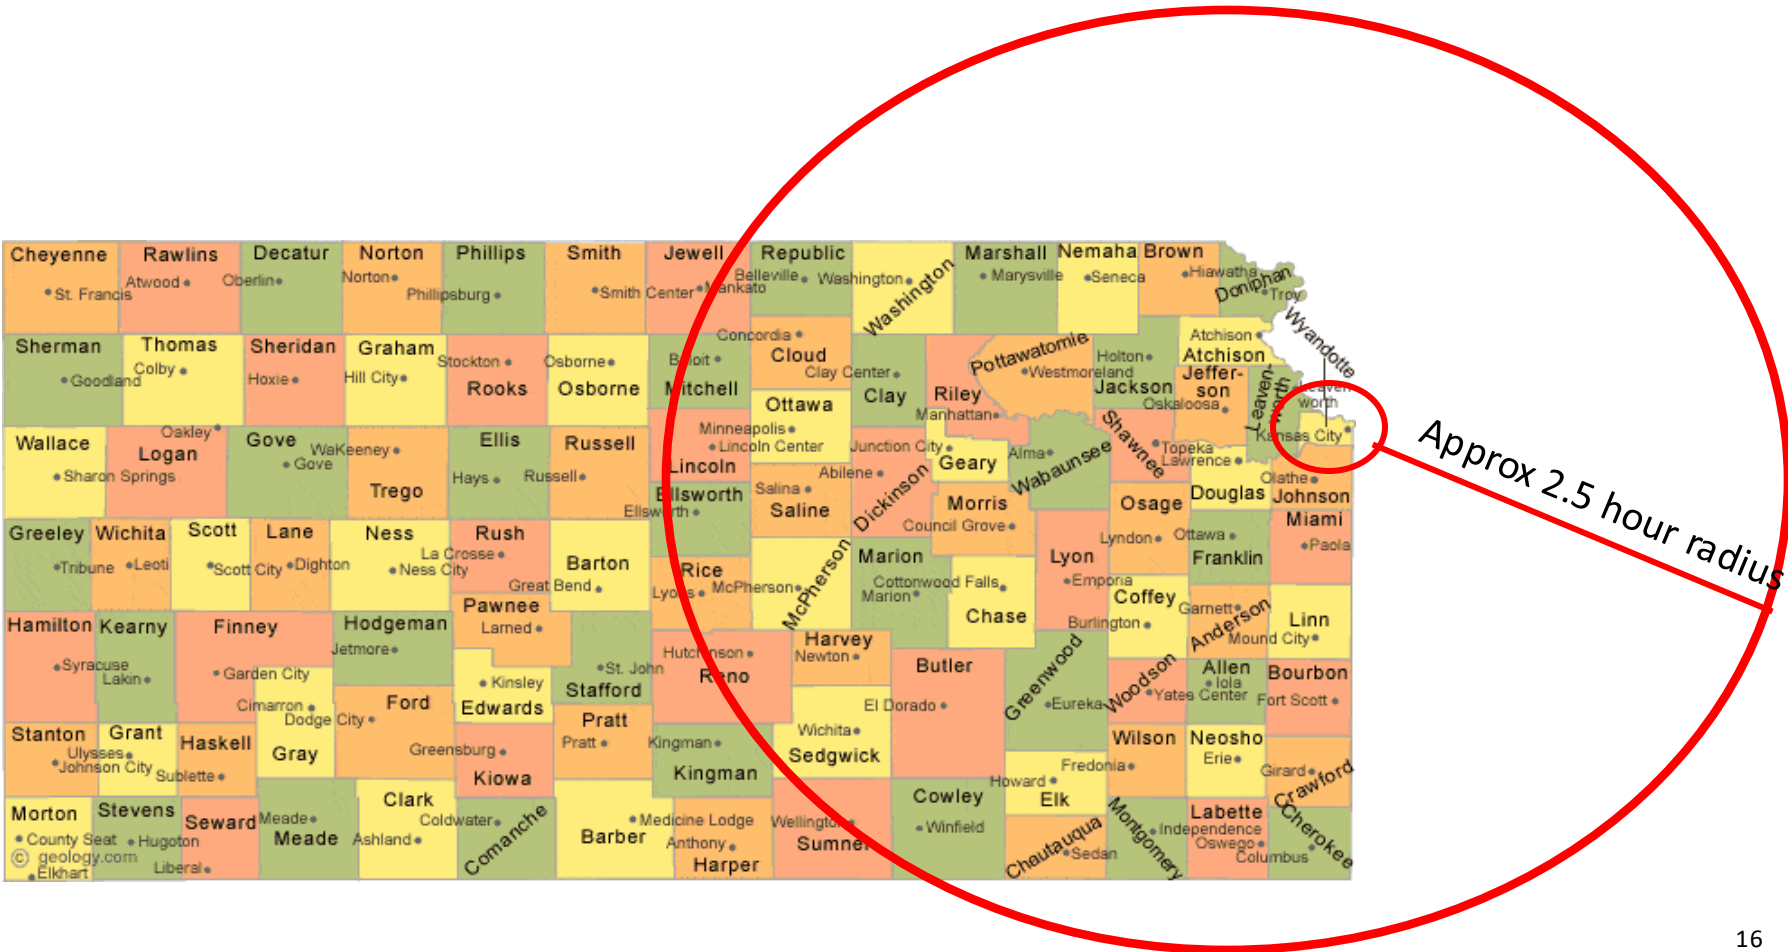 Cheyenne
St. Francis
Rawlins
Atwood
Decatur
Oberlin
Norton
Norton
Phillips
Phillipsburg
Smith
Smith Center
Jewell
Mankato
Republic
Belleville
Washington
Washington
Marshall
Marysville
Nemaha
Seneca
Brown
Hiawatha
Doniphan
Troy
Sherman
Goodland
Thomas
Colby
Sheridan
Hoxie
Graham
Hill City
Stockton
Rooks
Osborne
Osborne
Beloit
Mitchell
Concordia
Cloud
Clay Center
Clay
Riley
Manhattan
Pottawatomie
Westmoreland
Holton
Jackson
Atchison
Atchison
Jeffer-
son
Oskaloosa
Leaven-
worth
Leaven-
worth
Wyandotte
Kansas City
Ottawa
Minneapolis
Wallace
Sharon Springs
Oakley
Logan
Gove
Gove
WaKeeney
Trego
Ellis
Hays
Russell
Russell
Lincoln Center
Lincoln
Saline
Salina
Abilene
Dickinson
Junction City
Geary
Alma
Wabaunsee
Shawnee
Topeka
Lawrence
Douglas
Olathe
Johnson
Ellsworth
Ellsworth
Morris
Council Grove
Osage
Lyndon
Greeley
Tribune
Wichita
Leoti
Scott
Scott City
Lane
Dighton
Ness
Ness City
Rush
La Crosse
Barton
Great Bend
Rice
Lyons
McPherson
McPherson
Marion
Marion
Cottonwood Falls
Chase
Lyon
Emporia
Ottawa
Franklin
Miami
Paola
Coffey
Burlington
Garnett
Anderson
Linn
Mound City
Hamilton
Syracuse
Kearny
Lakin
Finney
Garden City
Hodgeman
Jetmore
Pawnee
Larned
Kinsley
Edwards
St. John
Stafford
Hutchinson
Reno
Harvey
Newton
Butler
El Dorado
Greenwood
Eureka
Woodson
Yates Center
Allen
Iola
Bourbon
Fort Scott
Stanton
Johnson City
Grant
Ulysses
Haskell
Sublette
Cimarron
Gray
Dodge City
Ford
Greensburg
Kiowa
Pratt
Pratt
Kingman
Kingman
Wichita
Sedgwick
Howard
Elk
Wilson
Fredonia
Neosho
Erie
Girard
Crawford
Morton
County Seat
© geology.com
Elkhart
Stevens
Hugoton
Seward
Liberal
Meade
Meade
Clark
Ashland
Coldwater
Comanche
Barber
Medicine Lodge
Anthony
Harper
Wellington
Sumner
Cowley
Winfield
Chautauqua
Sedan
Montgomery
Independence
Labette
Oswego
Columbus
Cherokee
Approx 2.5 hour radius
16